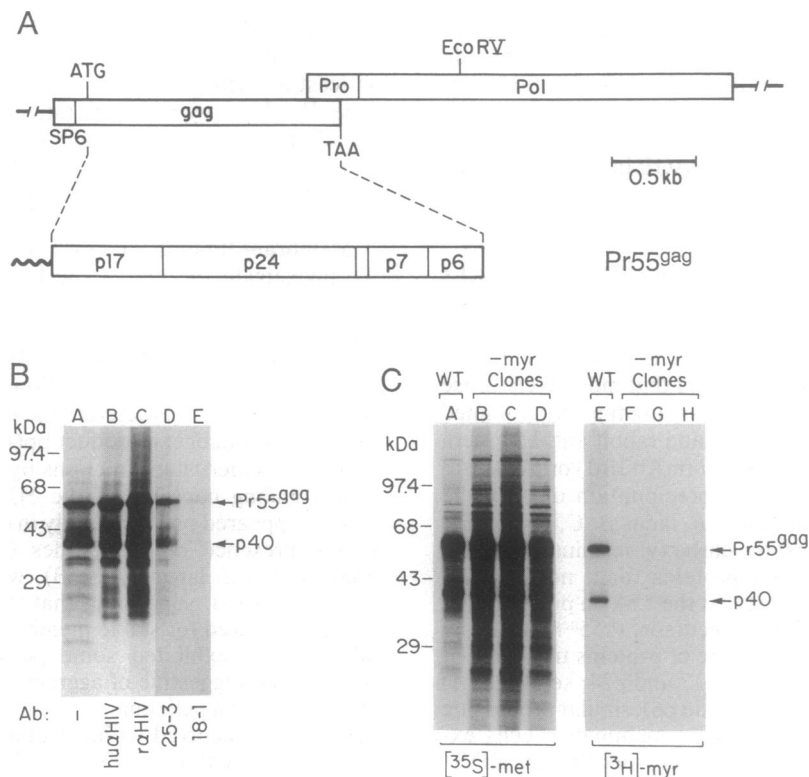 A
EcoRV
ATG
Pro
Pol
gag
SP6
TAA
0.5 kb
p17
p24
p7
p6
Pr55gag
B
A B C D E
kDa
97.4
68
43
29
Pr55gag
p40
Ab:
–
huαHIV
rαHIV
25-3
18-1
C
–myr
–myr
WT
Clones
WT
Clones
A B C D
E F G H
kDa
97.4
68
43
29
Pr55gag
p40
[35S]-met
[3H]-myr